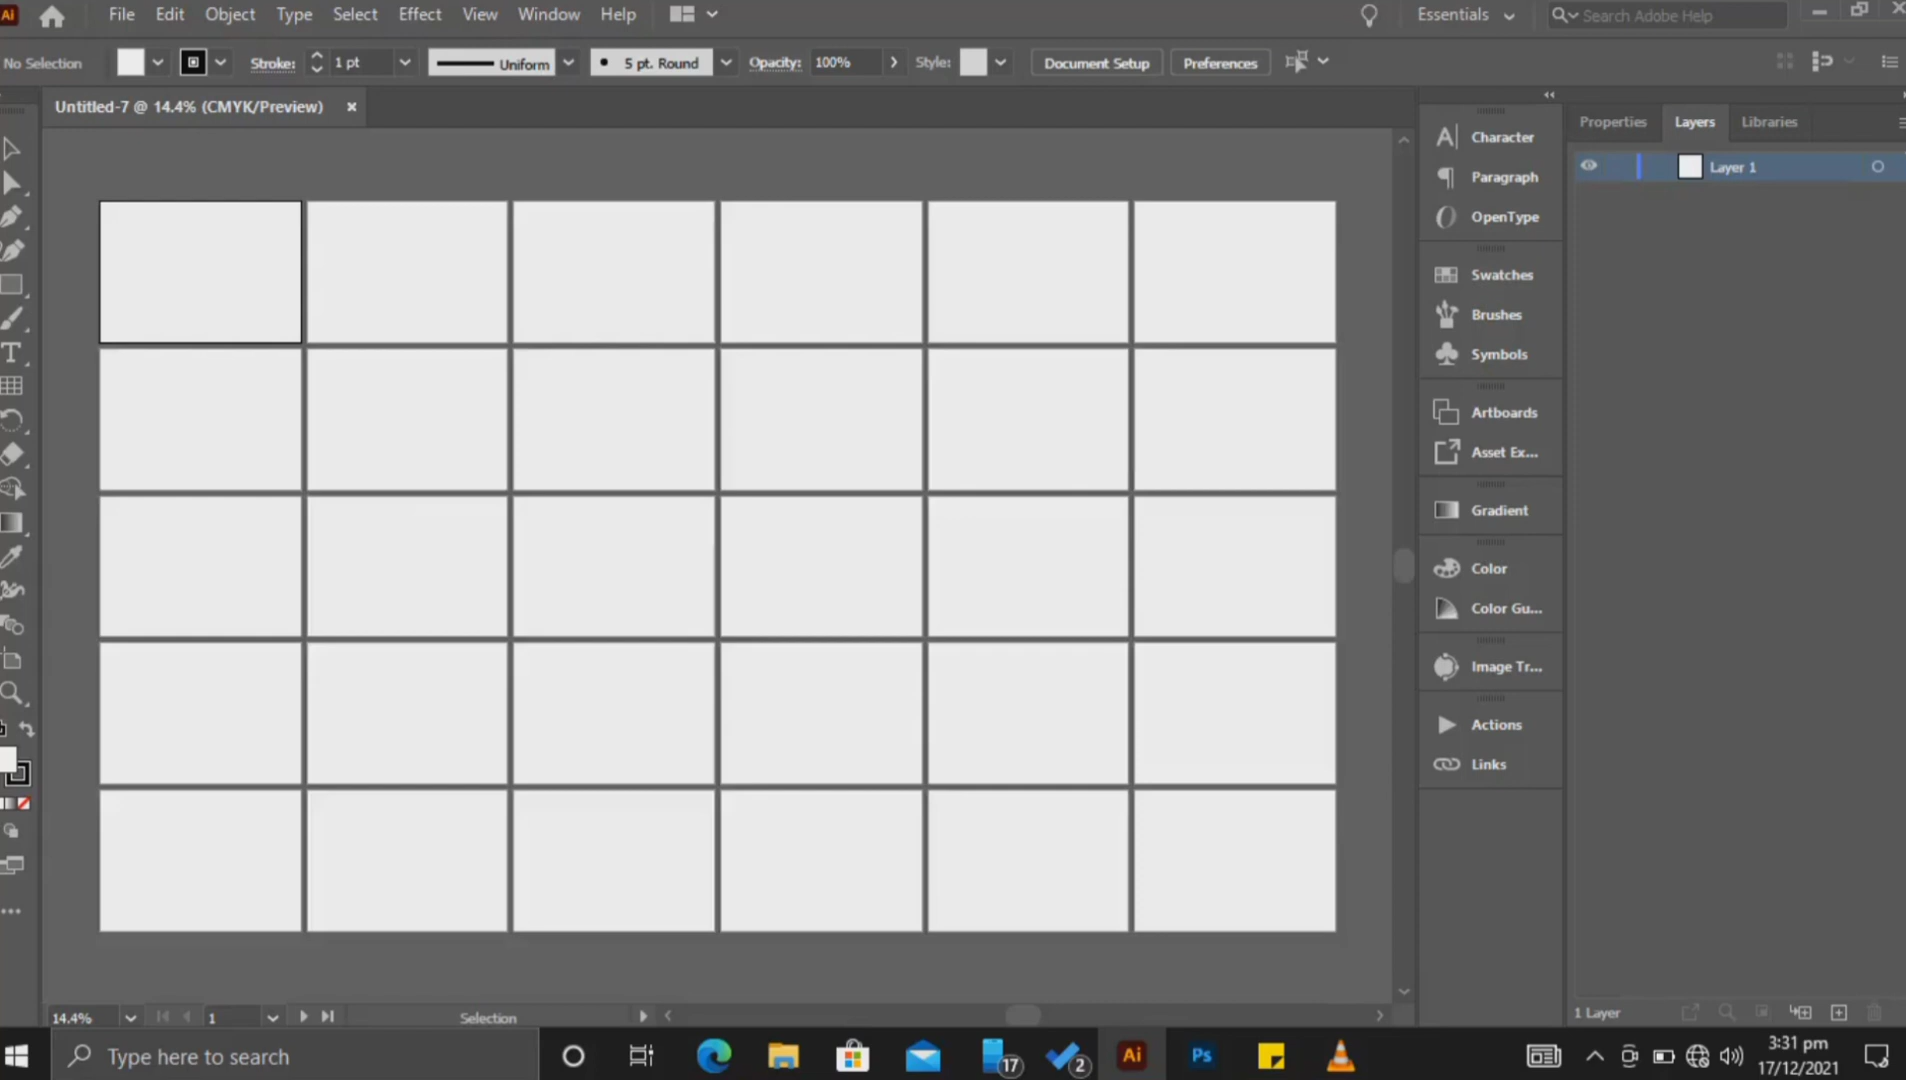 Ai File Edit Object Type Select Effect View Window Help Essentials Search Adobe Help
No Selection Stroke: 1 pt Uniform 5 pt. Round Opacity: 100% Style: Document Setup Preferences
Untitled-7 @ 14.4% (CMYK/Preview)
Properties Layers Libraries
Character
Layer 1
Paragraph
OpenType
Swatches
Brushes
Symbols
Artboards
Asset Ex...
Gradient
Color
Color Gu...
Image Tr...
Actions
Links
14.4% 1 Selection
1 Layer
Type here to search
17
2
Ai
Ps
3:31 pm
17/12/2021